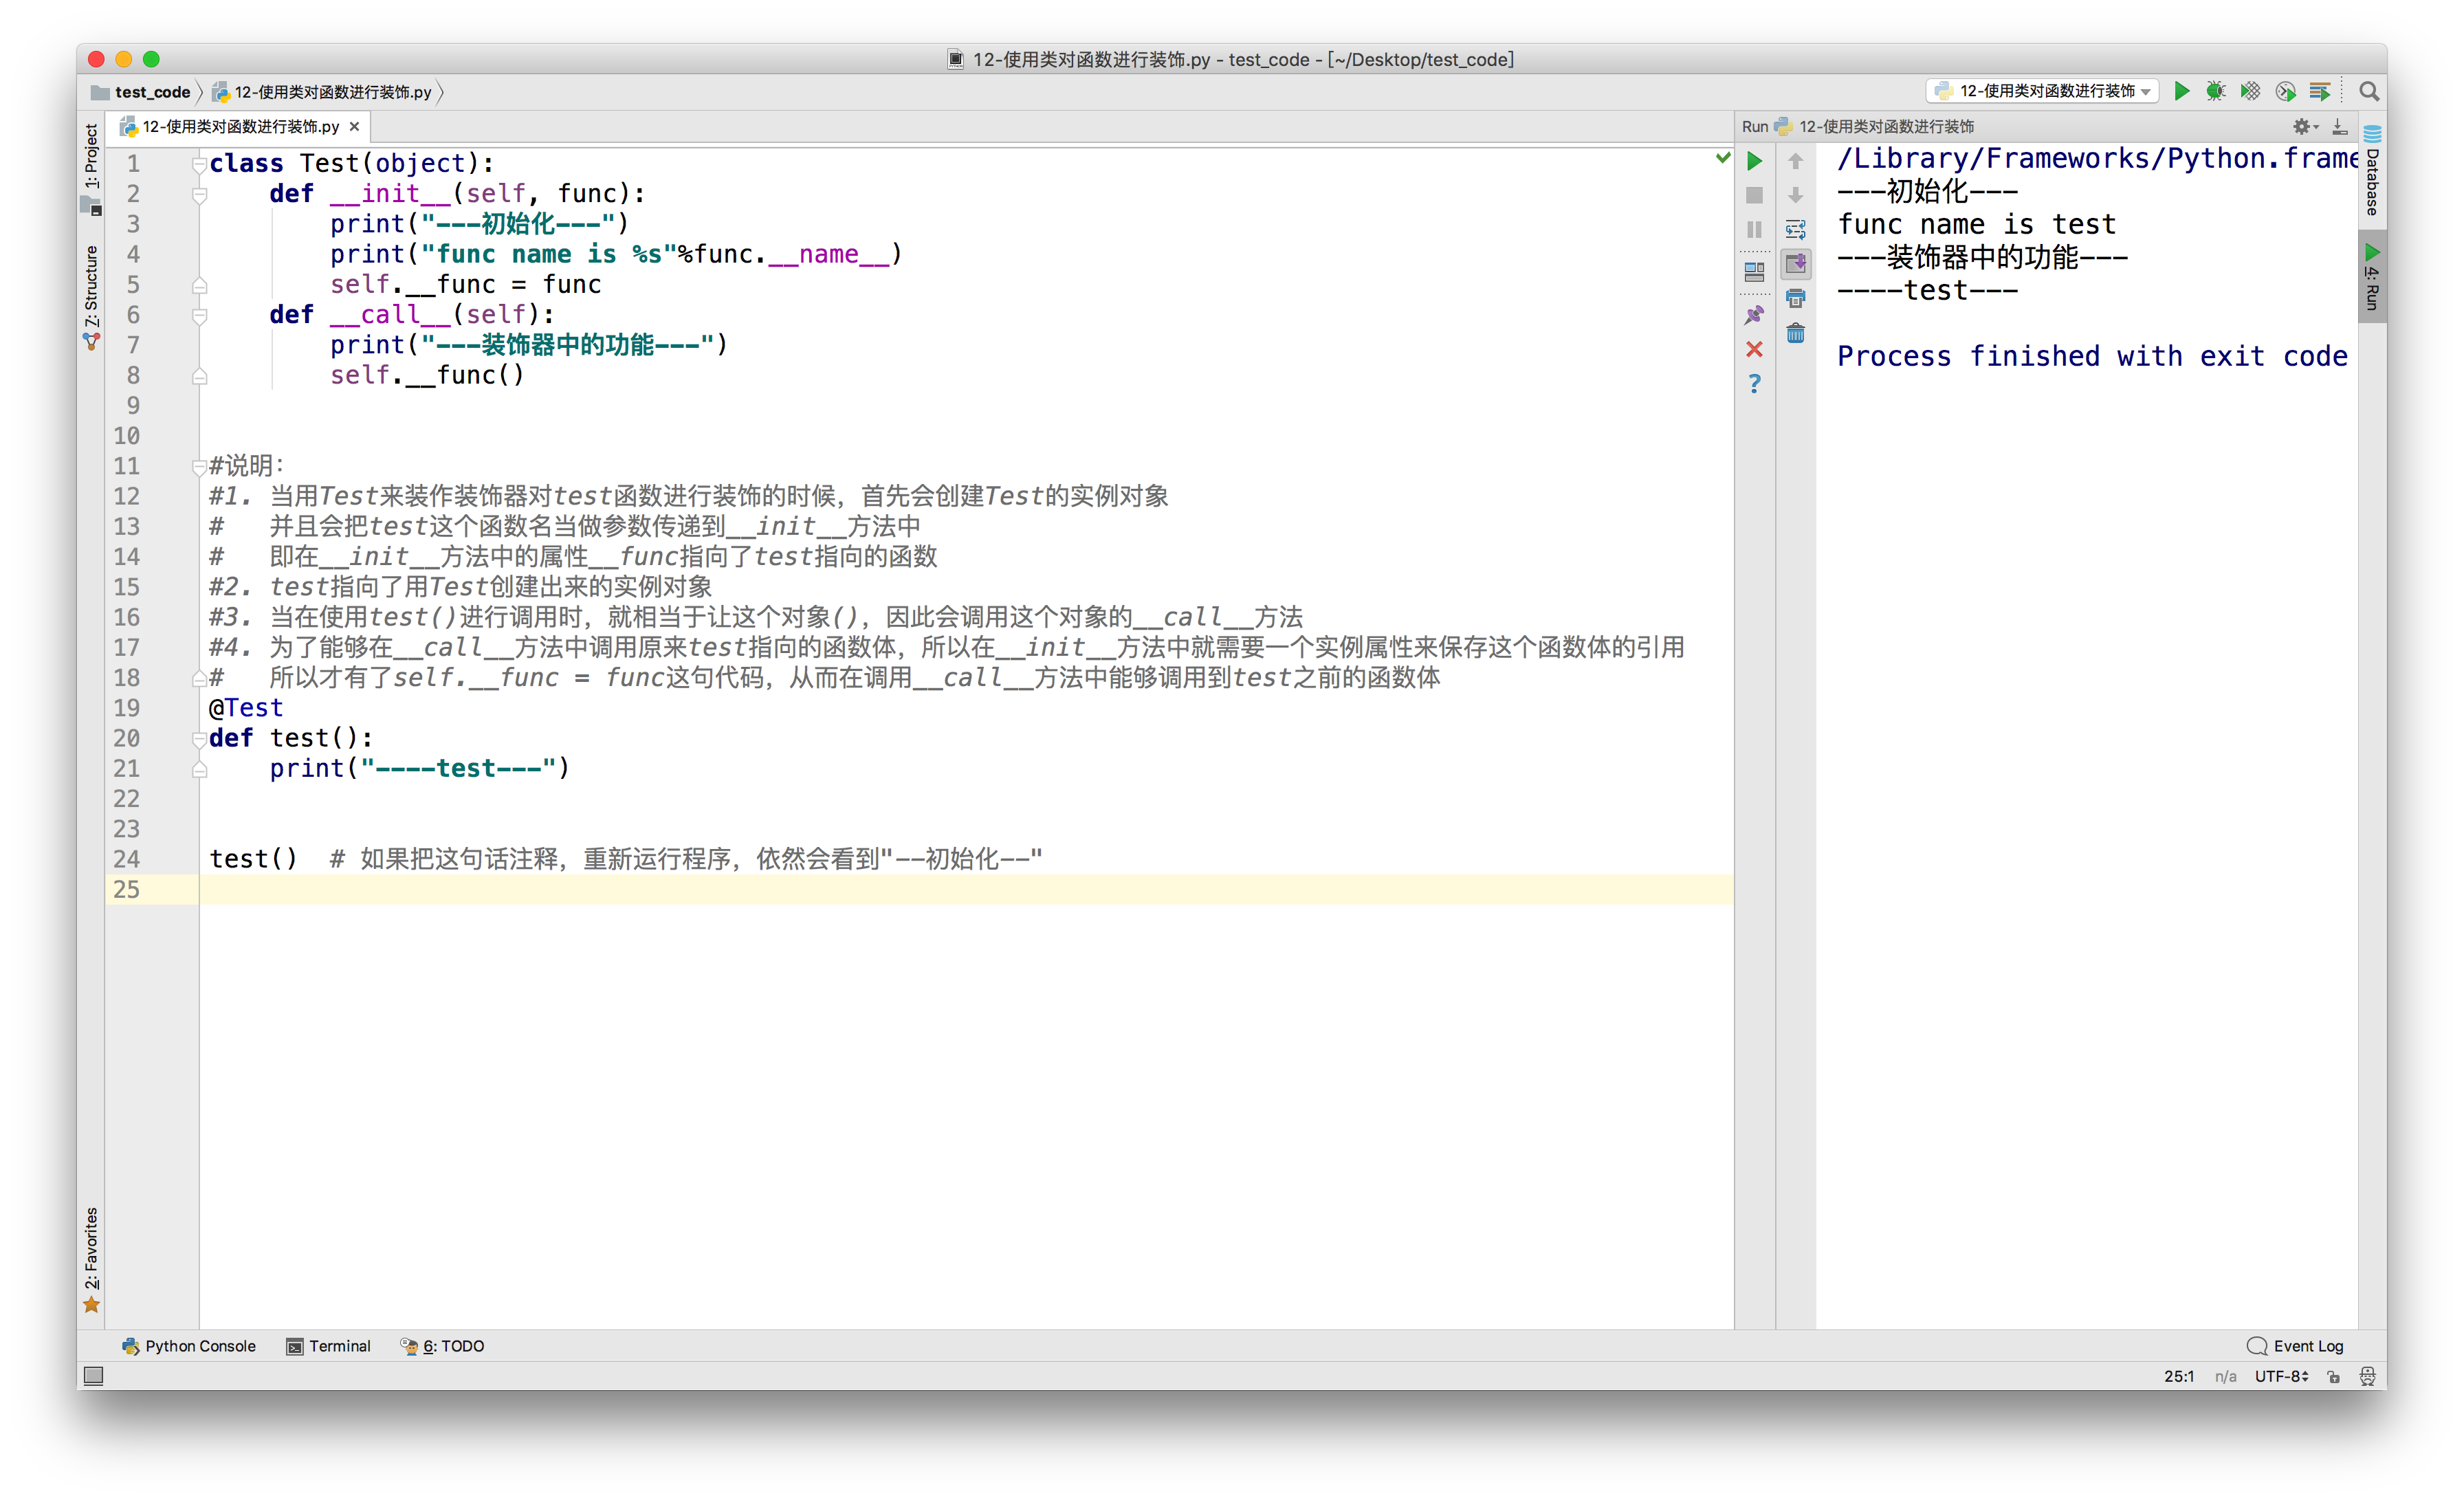 12-使用类对函数进行装饰.py - test_code - [~/Desktop/test_code]
test_code 12-使用类对函数进行装饰.py 12-使用类对函数进行装饰
1: Project
7: Structure
2: Favorites
12-使用类对函数进行装饰.py
1 class Test(object):
2     def __init__(self, func):
3         print("---初始化---")
4         print("func name is %s"%func.__name__)
5         self.__func = func
6     def __call__(self):
7         print("---装饰器中的功能---")
8         self.__func()
9
10
11 #说明：
12 #1. 当用Test来装作装饰器对test函数进行装饰的时候，首先会创建Test的实例对象
13 #   并且会把test这个函数名当做参数传递到__init__方法中
14 #   即在__init__方法中的属性__func指向了test指向的函数
15 #2. test指向了用Test创建出来的实例对象
16 #3. 当在使用test()进行调用时，就相当于让这个对象()，因此会调用这个对象的__call__方法
17 #4. 为了能够在__call__方法中调用原来test指向的函数体，所以在__init__方法中就需要一个实例属性来保存这个函数体的引用
18 #   所以才有了self.__func = func这句代码，从而在调用__call__方法中能够调用到test之前的函数体
19 @Test
20 def test():
21     print("----test---")
22
23
24 test()  # 如果把这句话注释，重新运行程序，依然会看到"--初始化--"
25
Run 12-使用类对函数进行装饰
/Library/Frameworks/Python.frame
---初始化---
func name is test
---装饰器中的功能---
----test---
Process finished with exit code
Database
4: Run
Python Console Terminal 6: TODO Event Log
25:1 n/a UTF-8